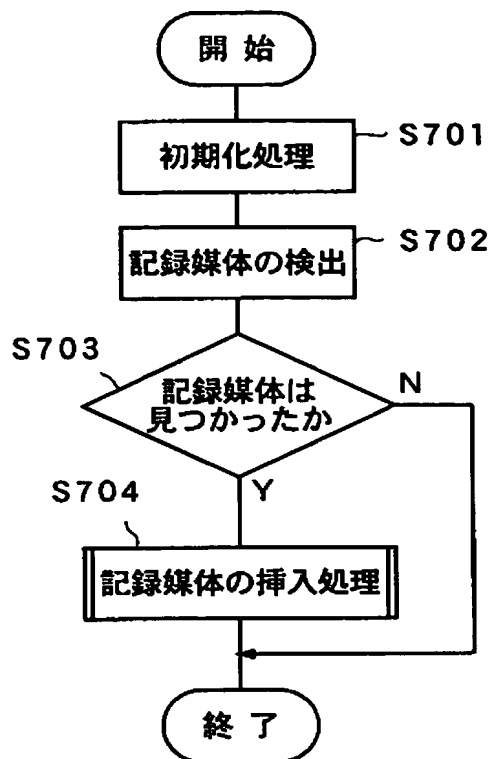 開始
初期化処理
S701
記録媒体の検出
S702
S703
記録媒体は
見つかったか
N
Y
S704
記録媒体の挿入処理
終了